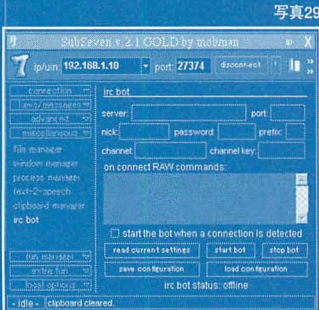 写真29
SubSeven v.2.1 GOLD by mobman
ip/uin: 192.168.1.10 port: 27374 disconnect
connection
keys/messages
advanced
miscellaneous
file manager
window manager
process manager
text-2-speech
clipboard manager
irc bot
fun manager
extra fun
local options
irc bot
server: port:
nick: password: prefix:
channel: channel key:
on connect RAW commands:
start the bot when a connection is detected
read current settings start bot stop bot
save configuration load configuration
irc bot status: offline
- idle - clipboard cleared.